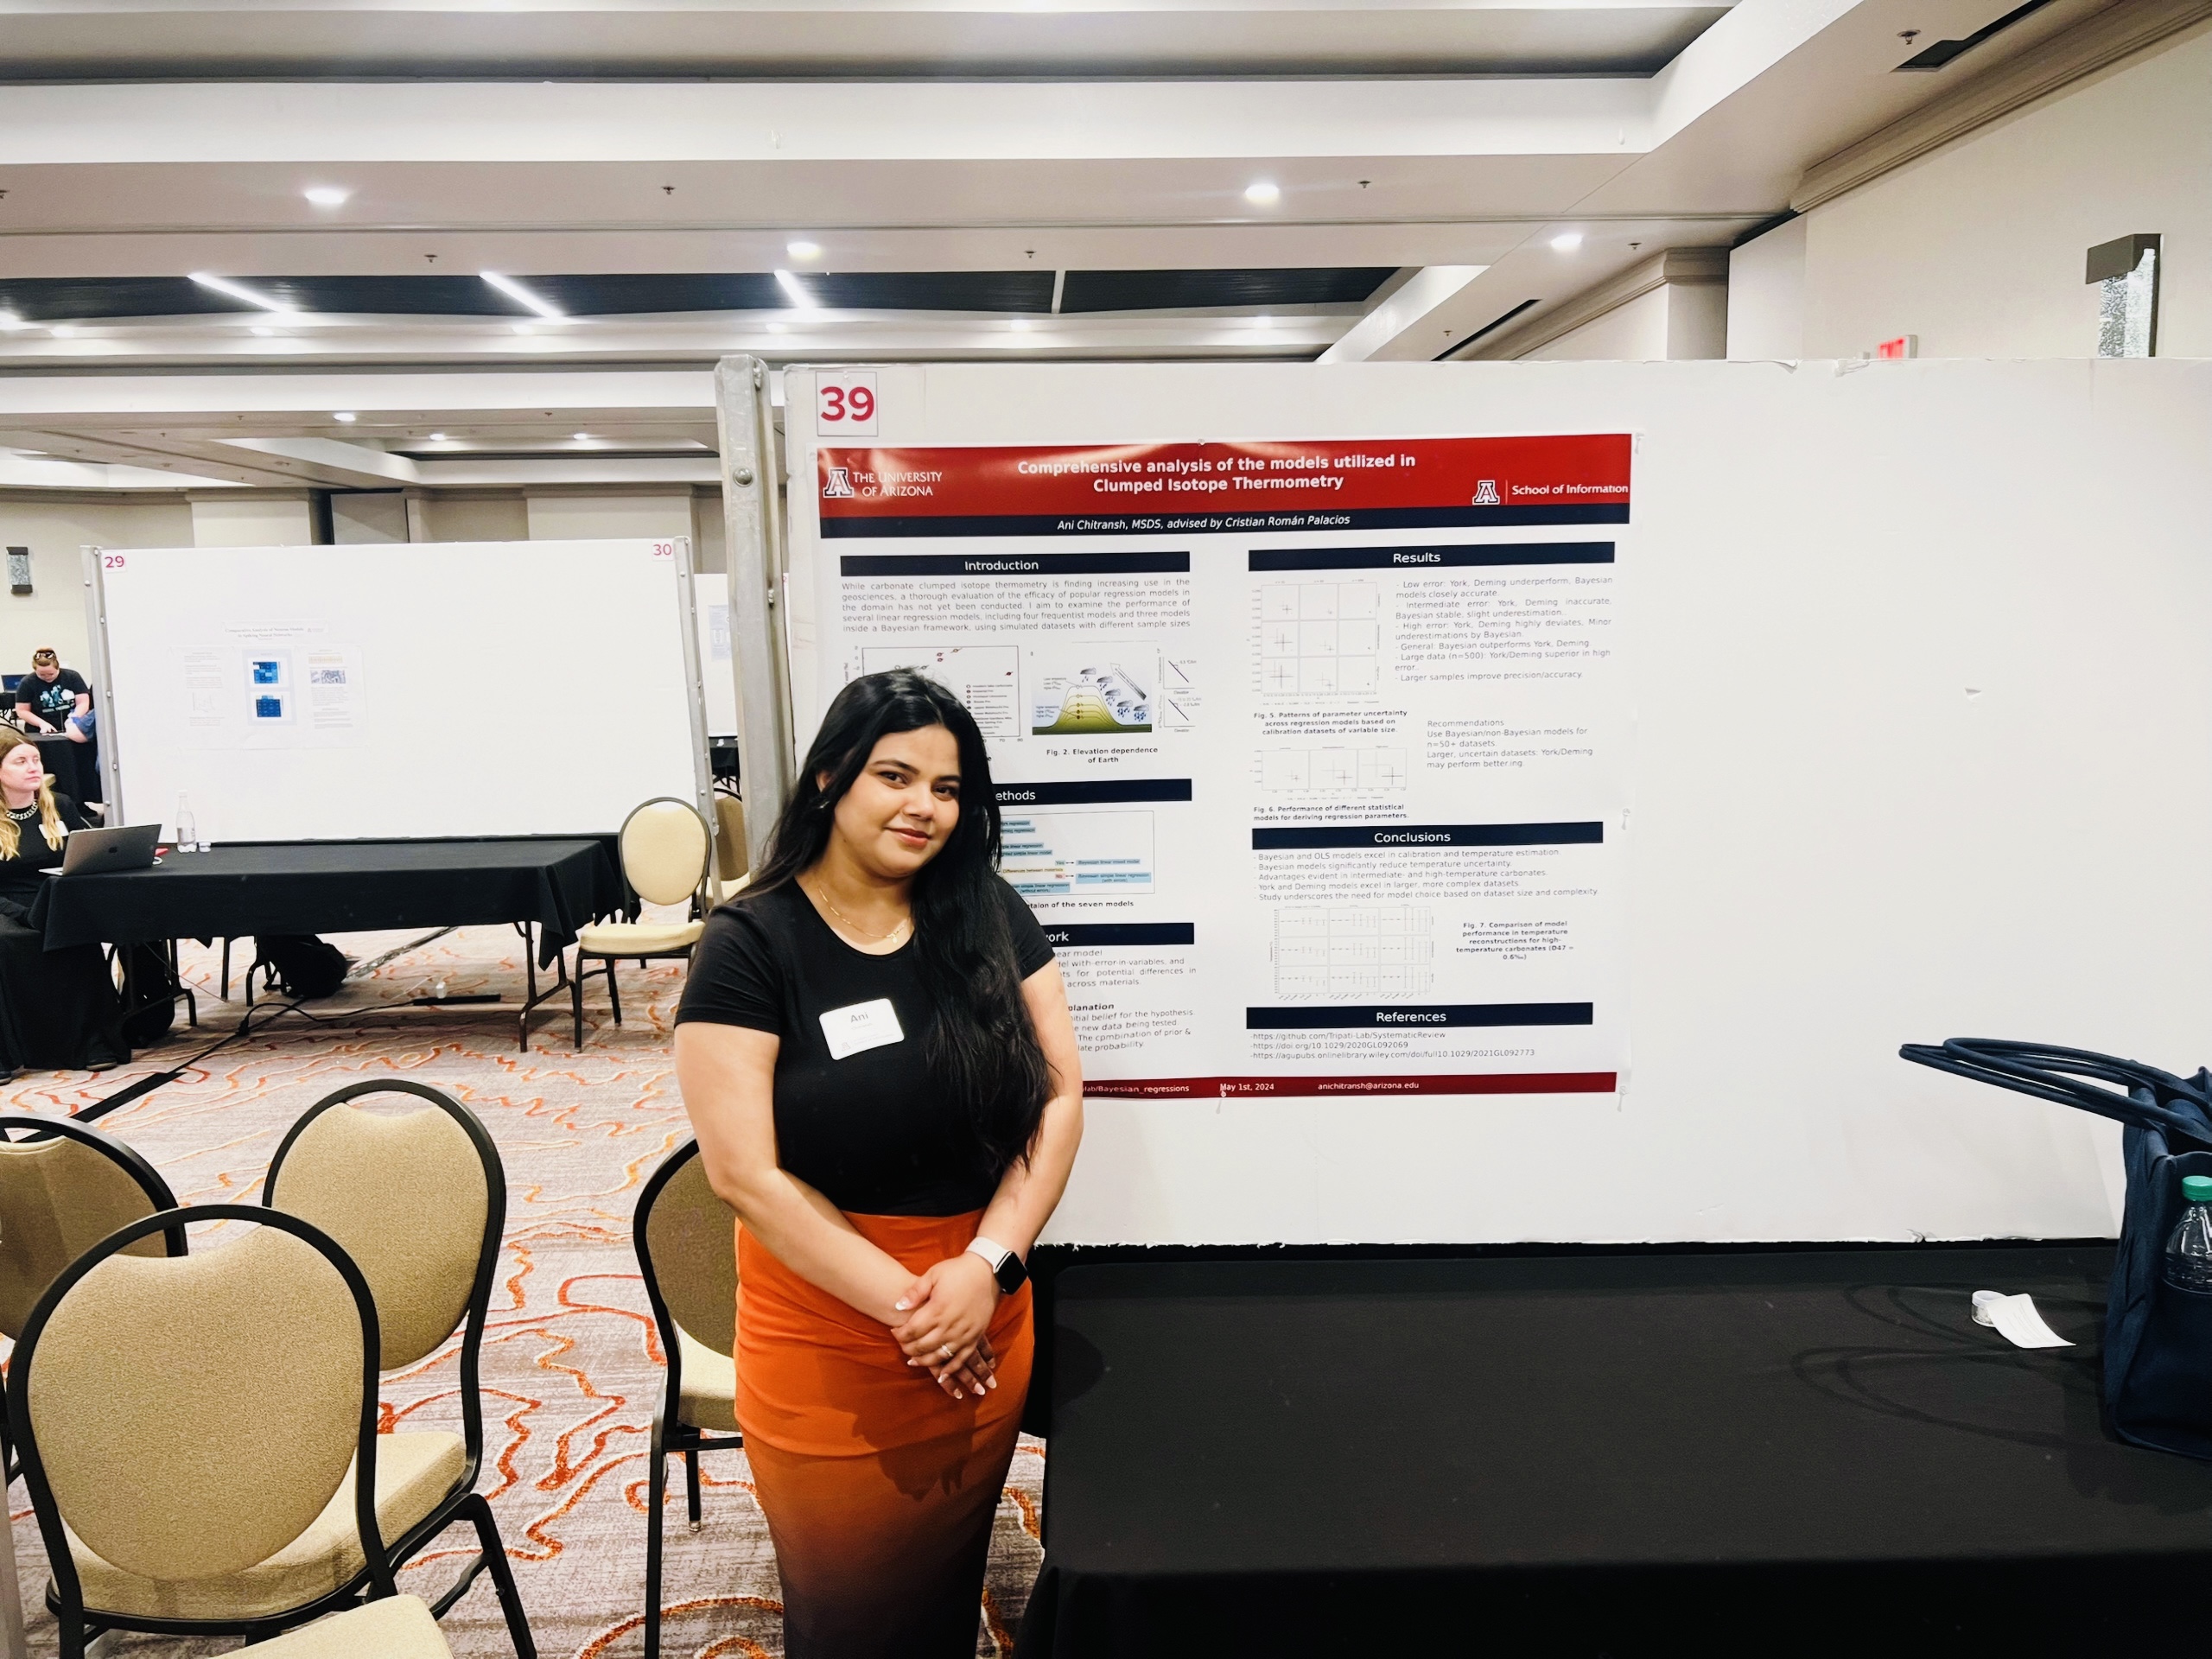 39
THE UNIVERSITY
OF ARIZONA
Comprehensive analysis of the models utilized in
Clumped Isotope Thermometry
School of Information
Ani Chitransh, MSDS, advised by Cristian Román Palacios
Introduction
While carbonate clumped isotope thermometry is finding increasing use in the
geosciences, a thorough evaluation of the efficacy of popular regression models in
the domain has not yet been conducted. I aim to examine the performance of
several linear regression models, including four frequentist models and three models
inside a Bayesian framework, using simulated datasets with different sample sizes
Fig. 2. Elevation dependence
of Earth
ethods
of the seven models
ork
near model
del with error-in-variables, and
ts for potential differences in
across materials.
planation
nitial belief for the hypothesis
e new data being tested
The combination of prior &
late probability
Results
- Low error: York, Deming underperform, Bayesian
models closely accurate.
- Intermediate error: York, Deming inaccurate,
Bayesian stable, slight underestimation.
- High error: York, Deming highly deviates, Minor
underestimations by Bayesian.
- General: Bayesian outperforms York, Deming
- Large data (n=500): York/Deming superior in high
error.
- Larger samples improve precision/accuracy.
Fig. 5. Patterns of parameter uncertainty
across regression models based on
calibration datasets of variable size.
Recommendations
Use Bayesian/non-Bayesian models for
n=50+ datasets.
Larger, uncertain datasets: York/Deming
may perform better.ing.
Fig. 6. Performance of different statistical
models for deriving regression parameters.
Conclusions
- Bayesian and OLS models excel in calibration and temperature estimation.
- Bayesian models significantly reduce temperature uncertainty.
- Advantages evident in intermediate- and high-temperature carbonates.
- York and Deming models excel in larger, more complex datasets
- Study underscores the need for model choice based on dataset size and complexity.
Fig. 7. Comparison of model
performance in temperature
reconstructions for high-
temperature carbonates (D47 =
0.6‰)
References
-https://github.com/Tripati-Lab/SystematicReview
-https://doi.org/10.1029/2020GL092069
-https://agupubs.onlinelibrary.wiley.com/doi/full/10.1029/2021GL092773
lab/Bayesian_regressions
May 1st, 2024
anichitransh@arizona.edu
29
30
Ani